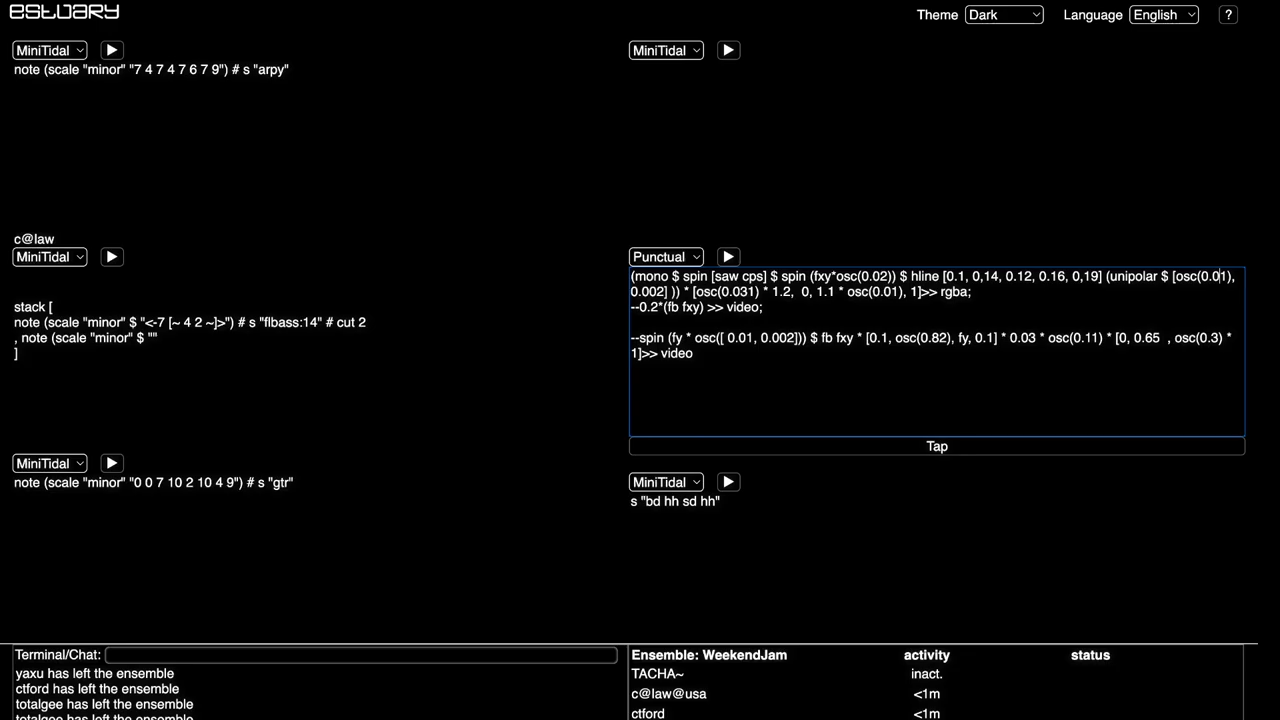 estuary
Theme Dark Language English ?
MiniTidal
note (scale "minor" "7 4 7 4 7 6 7 9") # s "arpy"
MiniTidal
c@law
MiniTidal
stack [
note (scale "minor" $ "<-7 [~ 4 2 ~]>") # s "flbass:14" # cut 2
, note (scale "minor" $ ""
]
Punctual
(mono $ spin [saw cps] $ spin (fxy*osc(0.02)) $ hline [0.1, 0,14, 0.12, 0.16, 0,19] (unipolar $ [osc(0.01),
0.002] )) * [osc(0.031) * 1.2,  0, 1.1 * osc(0.01), 1]>> rgba;
--0.2*(fb fxy) >> video;
--spin (fy * osc([ 0.01, 0.002])) $ fb fxy * [0.1, osc(0.82), fy, 0.1] * 0.03 * osc(0.11) * [0, 0.65  , osc(0.3) *
1]>> video
Tap
MiniTidal
note (scale "minor" "0 0 7 10 2 10 4 9") # s "gtr"
MiniTidal
s "bd hh sd hh"
Terminal/Chat:
yaxu has left the ensemble
ctford has left the ensemble
totalgee has left the ensemble
totalgee has left the ensemble
Ensemble: WeekendJam activity status
TACHA~ inact.
c@law@usa <1m
ctford <1m